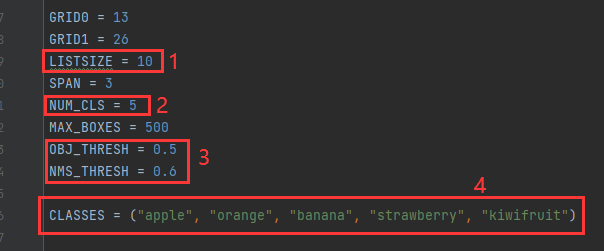 GRID0 = 13
GRID1 = 26
LISTSIZE = 10 1
SPAN = 3
NUM_CLS = 5 2
MAX_BOXES = 500
OBJ_THRESH = 0.5
3
NMS_THRESH = 0.6
4
CLASSES = ("apple", "orange", "banana", "strawberry", "kiwifruit")